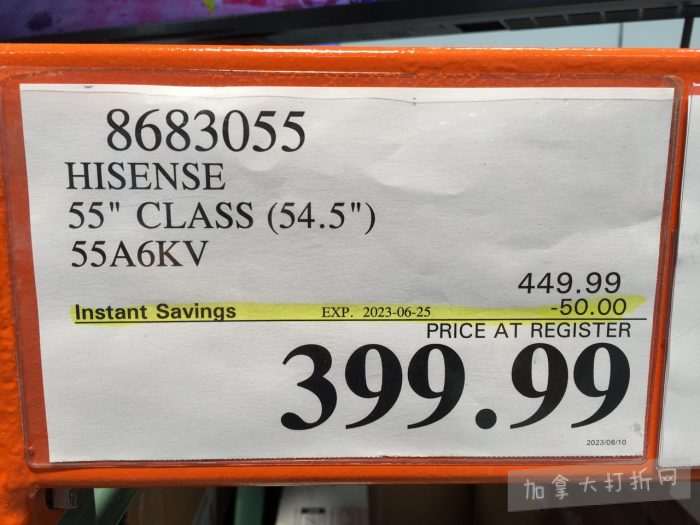 8683055
HISENSE
55" CLASS (54.5")
55A6KV
449.99
Instant Savings EXP. 2023-06-25 -50.00
PRICE AT REGISTER
399.99
2023/06/10
加拿大打折网